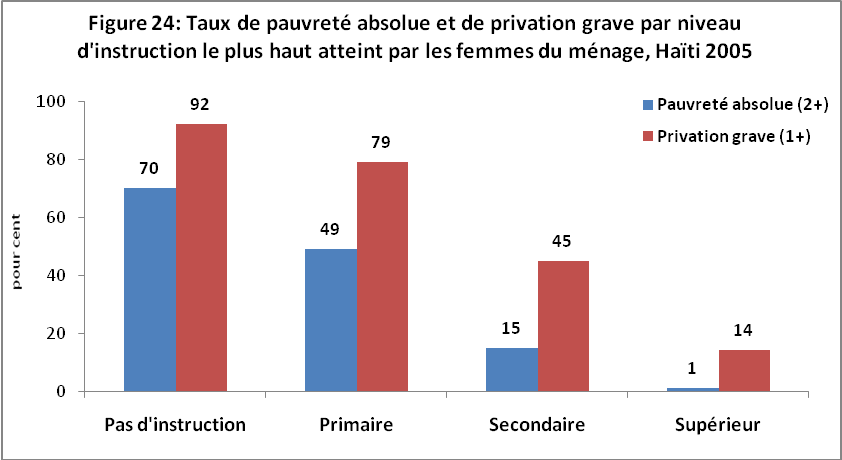 Figure 24: Taux de pauvreté absolue et de privation grave par niveau
d'instruction le plus haut atteint par les femmes du ménage, Haïti 2005
pour cent
100
80
60
40
20
0
70
92
49
79
15
45
1
14
Pauvreté absolue (2+)
Privation grave (1+)
Pas d'instruction
Primaire
Secondaire
Supérieur